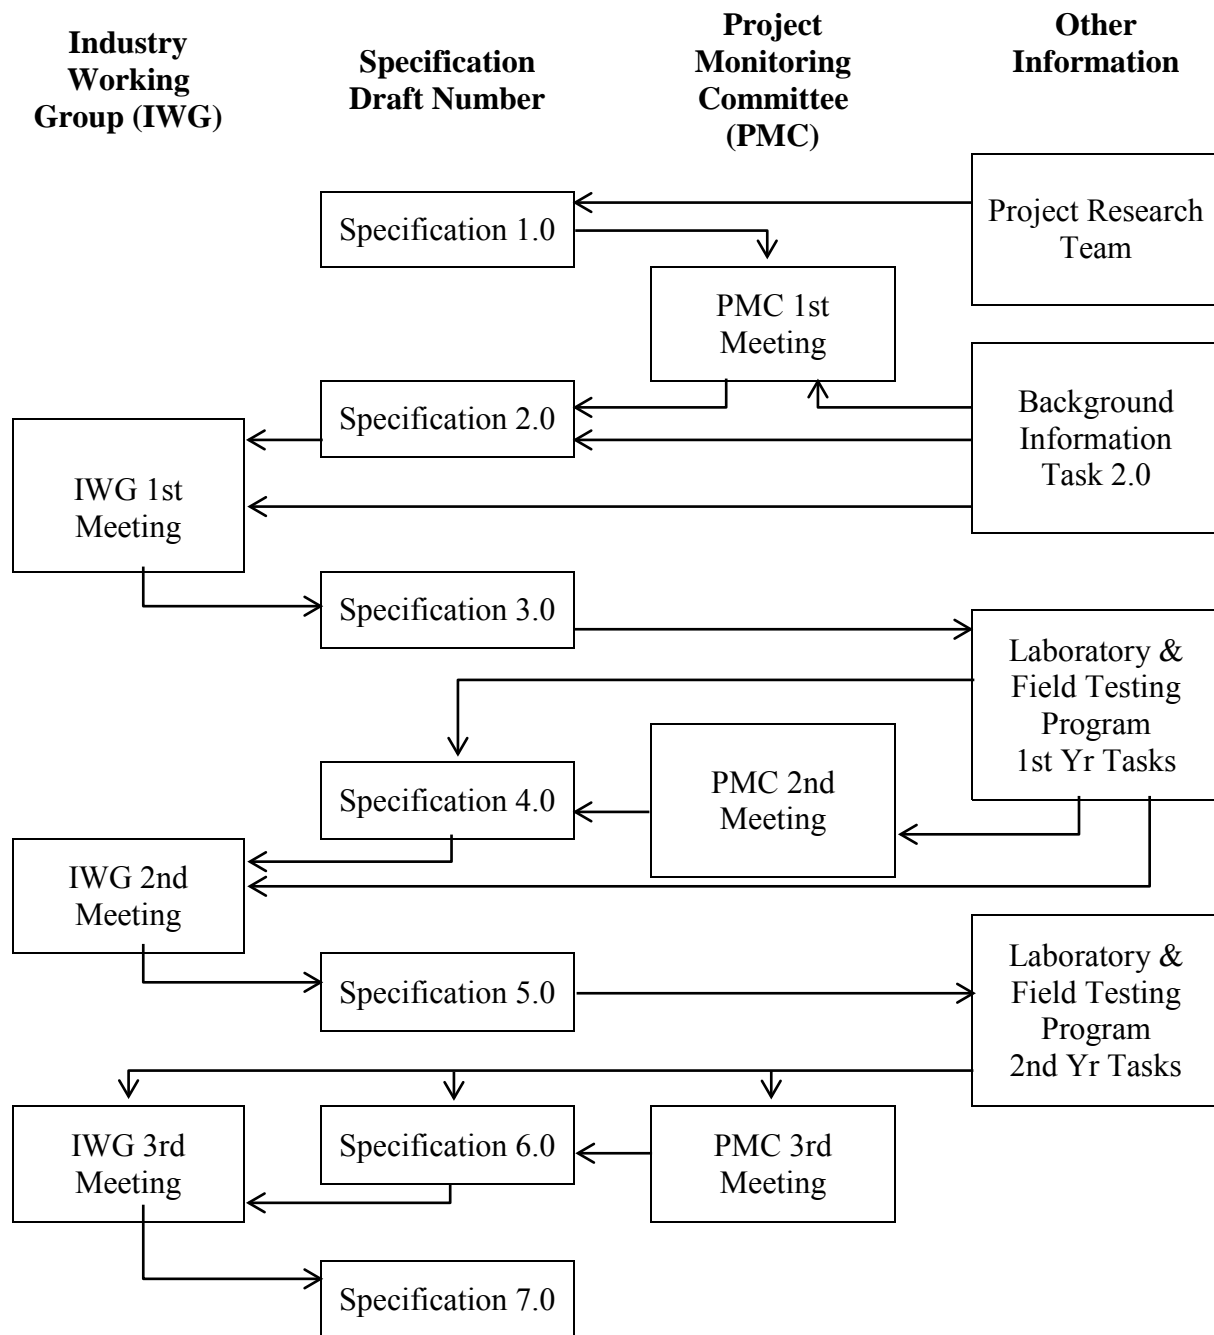 Industry
Working
Group (IWG)
Specification
Draft Number
Project
Monitoring
Committee
(PMC)
Other
Information
Specification 1.0
Project Research
Team
PMC 1st
Meeting
Specification 2.0
Background
Information
Task 2.0
IWG 1st
Meeting
Specification 3.0
Laboratory &
Field Testing
Program
1st Yr Tasks
Specification 4.0
PMC 2nd
Meeting
IWG 2nd
Meeting
Specification 5.0
Laboratory &
Field Testing
Program
2nd Yr Tasks
IWG 3rd
Meeting
Specification 6.0
PMC 3rd
Meeting
Specification 7.0